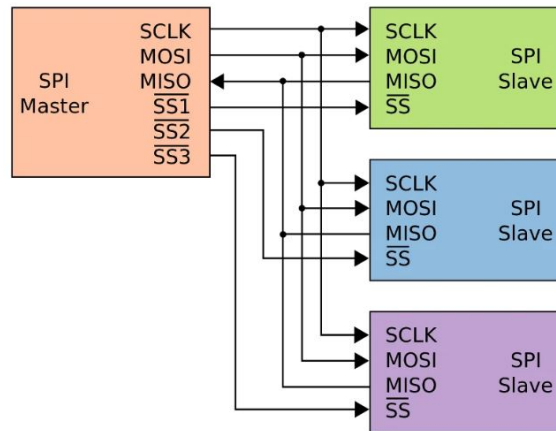 SPI
Master
SCLK
MOSI
MISO
SS1
SS2
SS3
SCLK
MOSI
MISO
SS
SPI
Slave
SCLK
MOSI
MISO
SS
SPI
Slave
SCLK
MOSI
MISO
SS
SPI
Slave